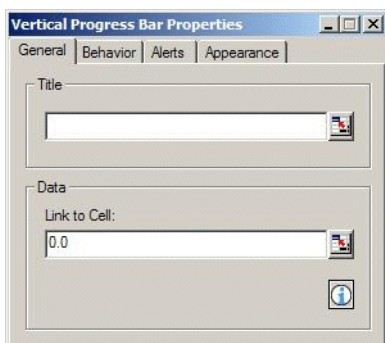 Vertical Progress Bar Properties
General Behavior Alerts Appearance
Title
Data
Link to Cell:
0.0